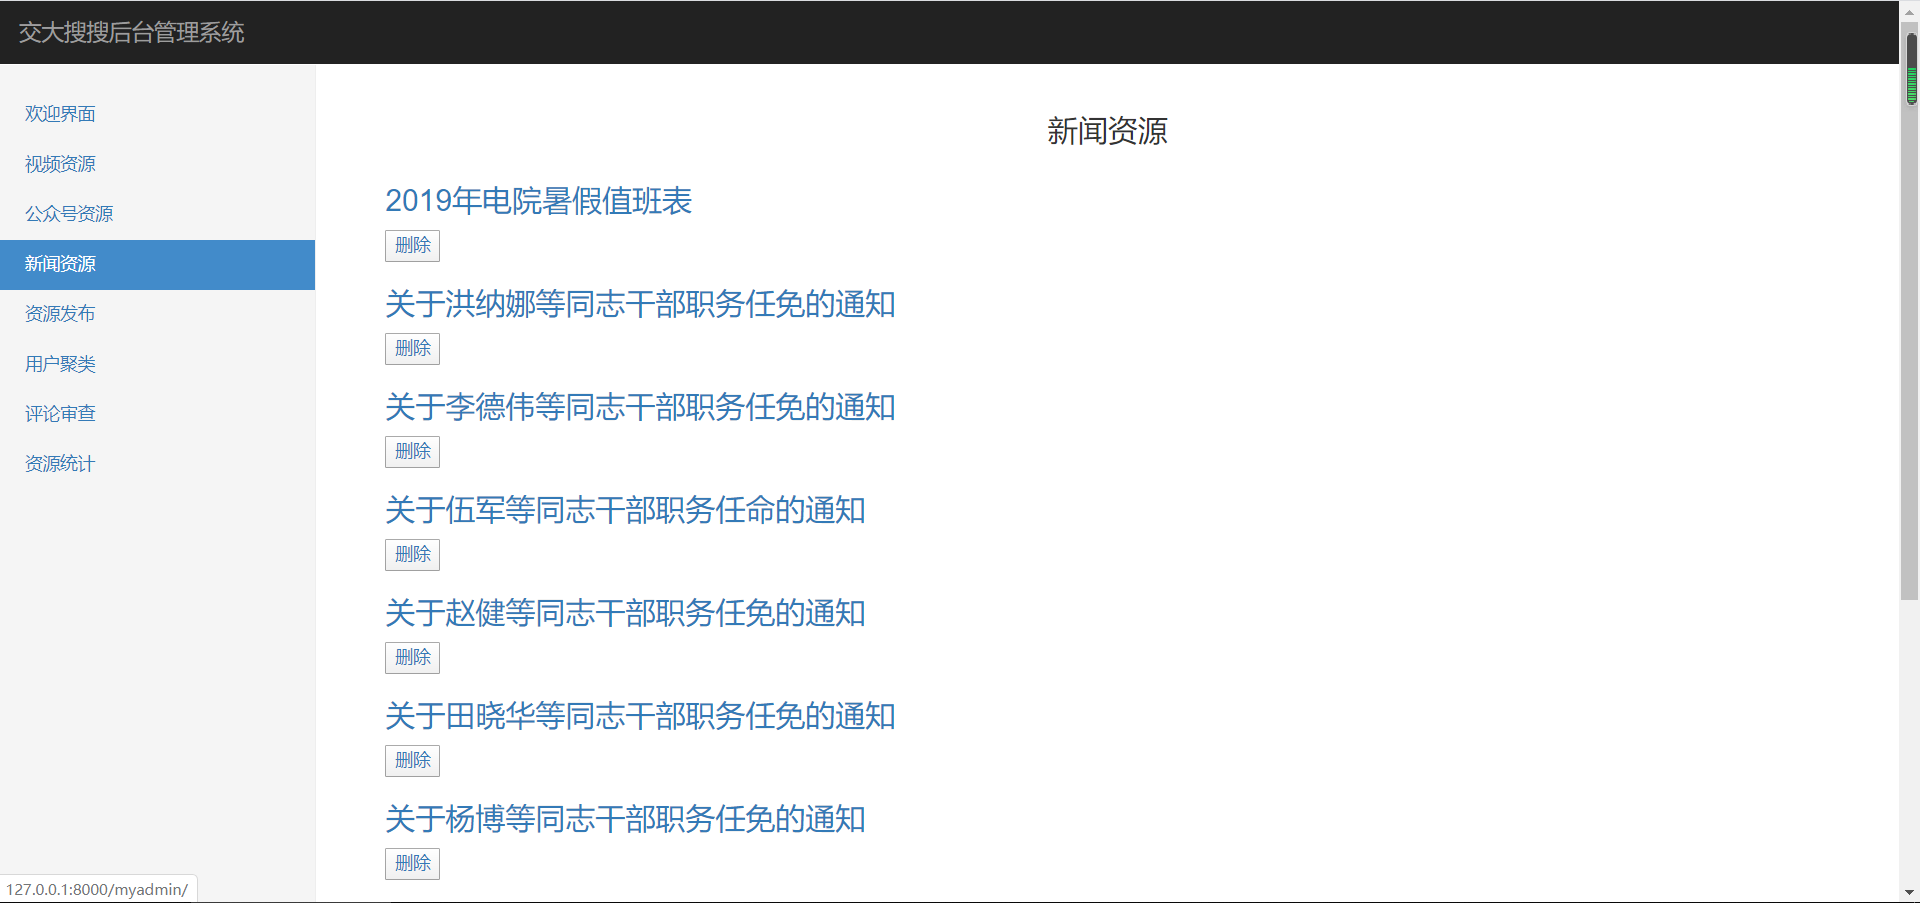 交大搜搜后台管理系统
欢迎界面
视频资源
公众号资源
新闻资源
资源发布
用户聚类
评论审查
资源统计
新闻资源
2019年电院暑假值班表
删除
关于洪纳娜等同志干部职务任免的通知
删除
关于李德伟等同志干部职务任免的通知
删除
关于伍军等同志干部职务任命的通知
删除
关于赵健等同志干部职务任免的通知
删除
关于田晓华等同志干部职务任免的通知
删除
关于杨博等同志干部职务任免的通知
删除
127.0.0.1:8000/myadmin/